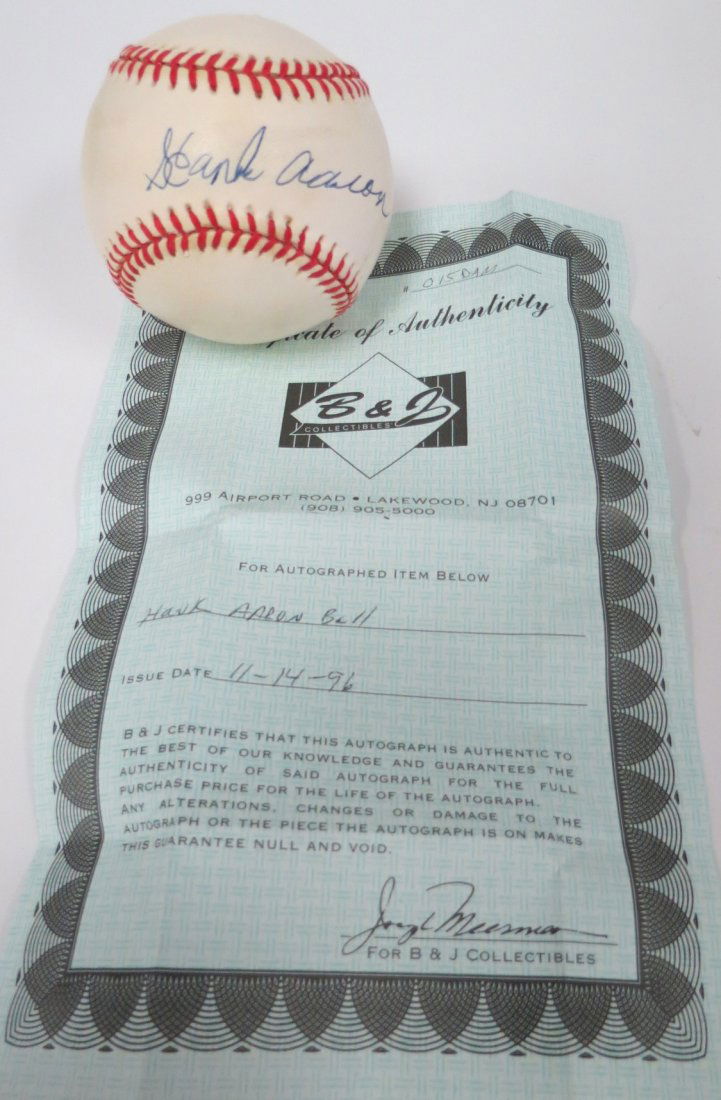 Hank Aaron
# 015DAM
Certificate of Authenticity
B & J
COLLECTIBLES
999 AIRPORT ROAD • LAKEWOOD, NJ 08701
(908) 905-5000
FOR AUTOGRAPHED ITEM BELOW
Hank AARON Ball
ISSUE DATE 11-14-96
B & J CERTIFIES THAT THIS AUTOGRAPH IS AUTHENTIC TO
THE BEST OF OUR KNOWLEDGE AND GUARANTEES THE
AUTHENTICITY OF SAID AUTOGRAPH FOR THE FULL
PURCHASE PRICE FOR THE LIFE OF THE AUTOGRAPH.
ANY ALTERATIONS, CHANGES OR DAMAGE TO THE
AUTOGRAPH OR THE PIECE THE AUTOGRAPH IS ON MAKES
THIS GUARANTEE NULL AND VOID.
FOR B & J COLLECTIBLES